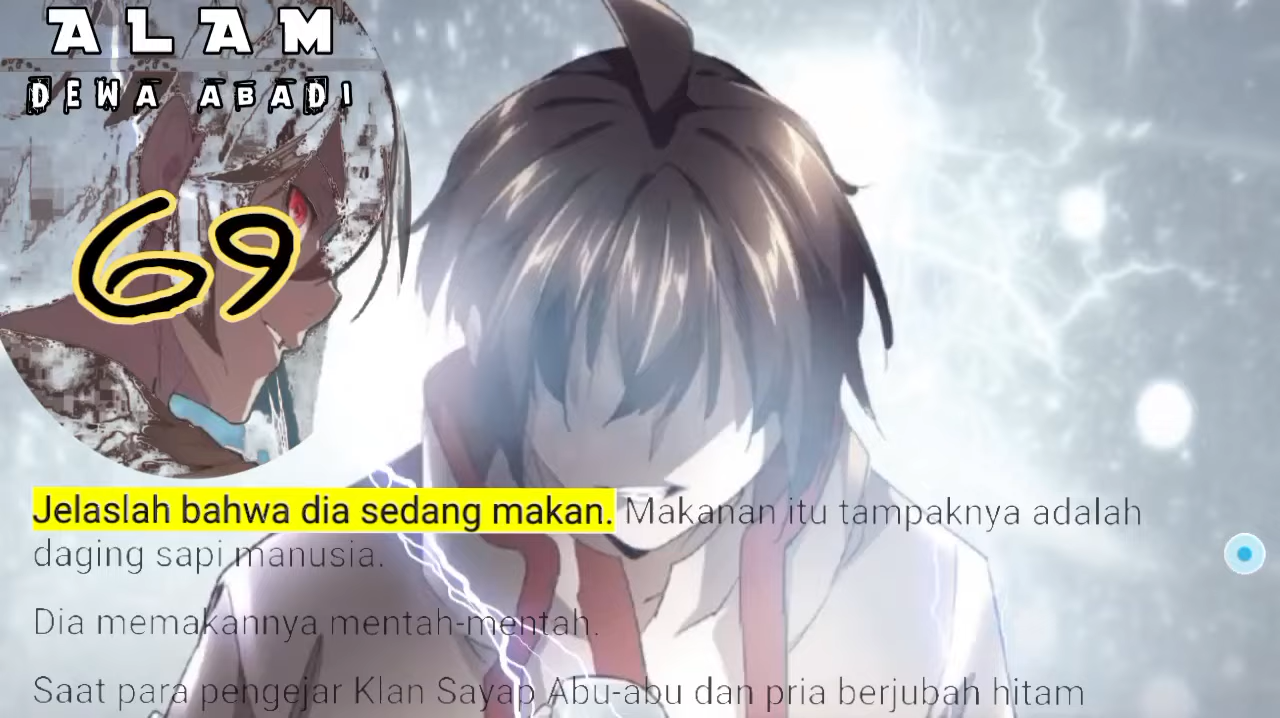 ALAM
DEWA ABADI
69
Jelaslah bahwa dia sedang makan. Makanan itu tampaknya adalah
daging sapi manusia.
Dia memakannya mentah-mentah.
Saat para pengejar Klan Sayap Abu-abu dan pria berjubah hitam